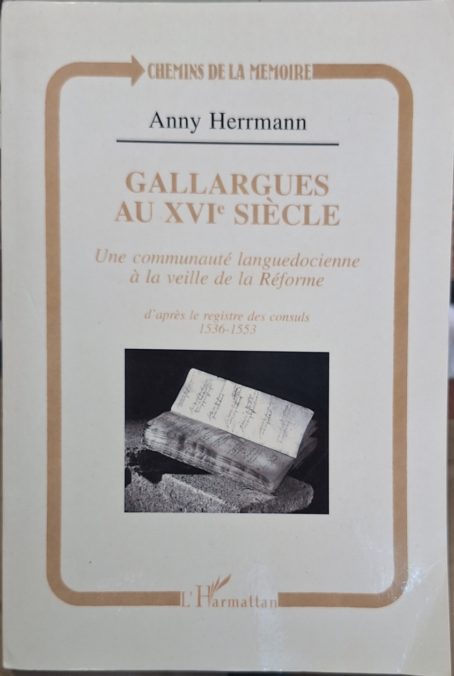 CHEMINS DE LA MEMOIRE
Anny Herrmann
GALLARGUES
AU XVIe SIÈCLE
Une communauté languedocienne
à la veille de la Réforme
d'après le registre des consuls
1536-1553
L'Harmattan